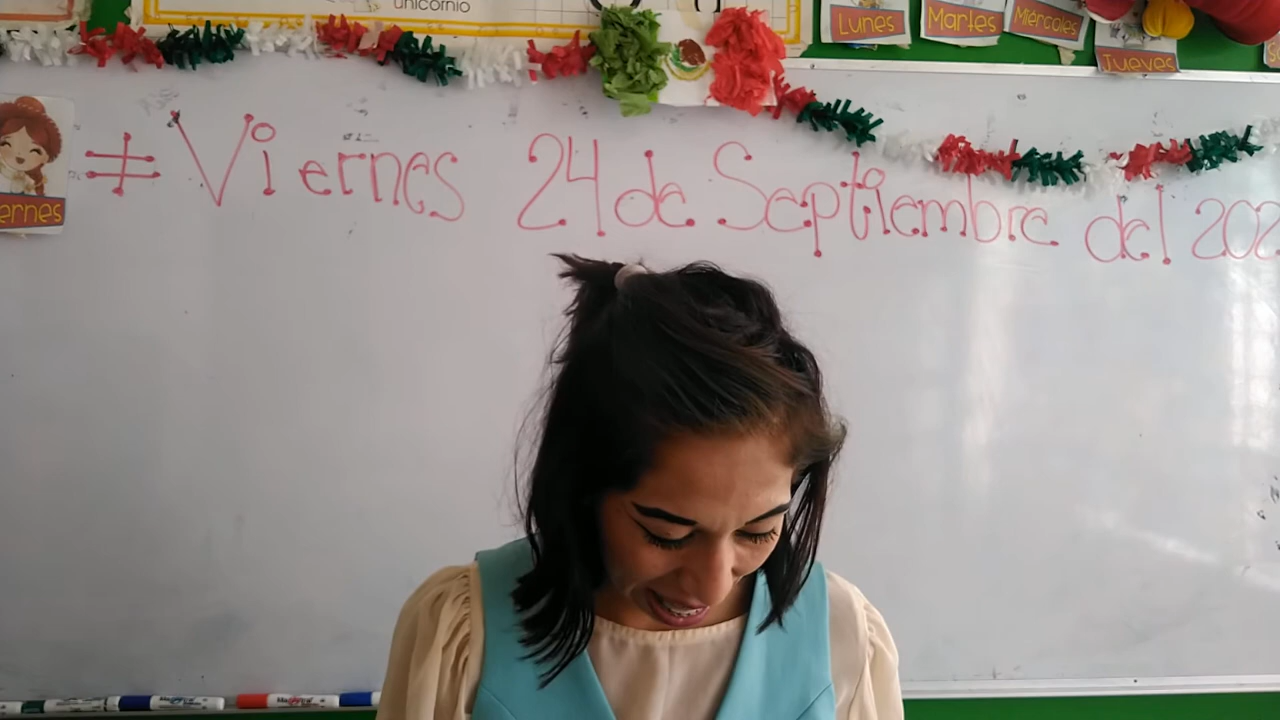 unicornio
Lunes
Martes
Miércoles
Jueves
ernes
Viernes 24 de Septiembre del 202